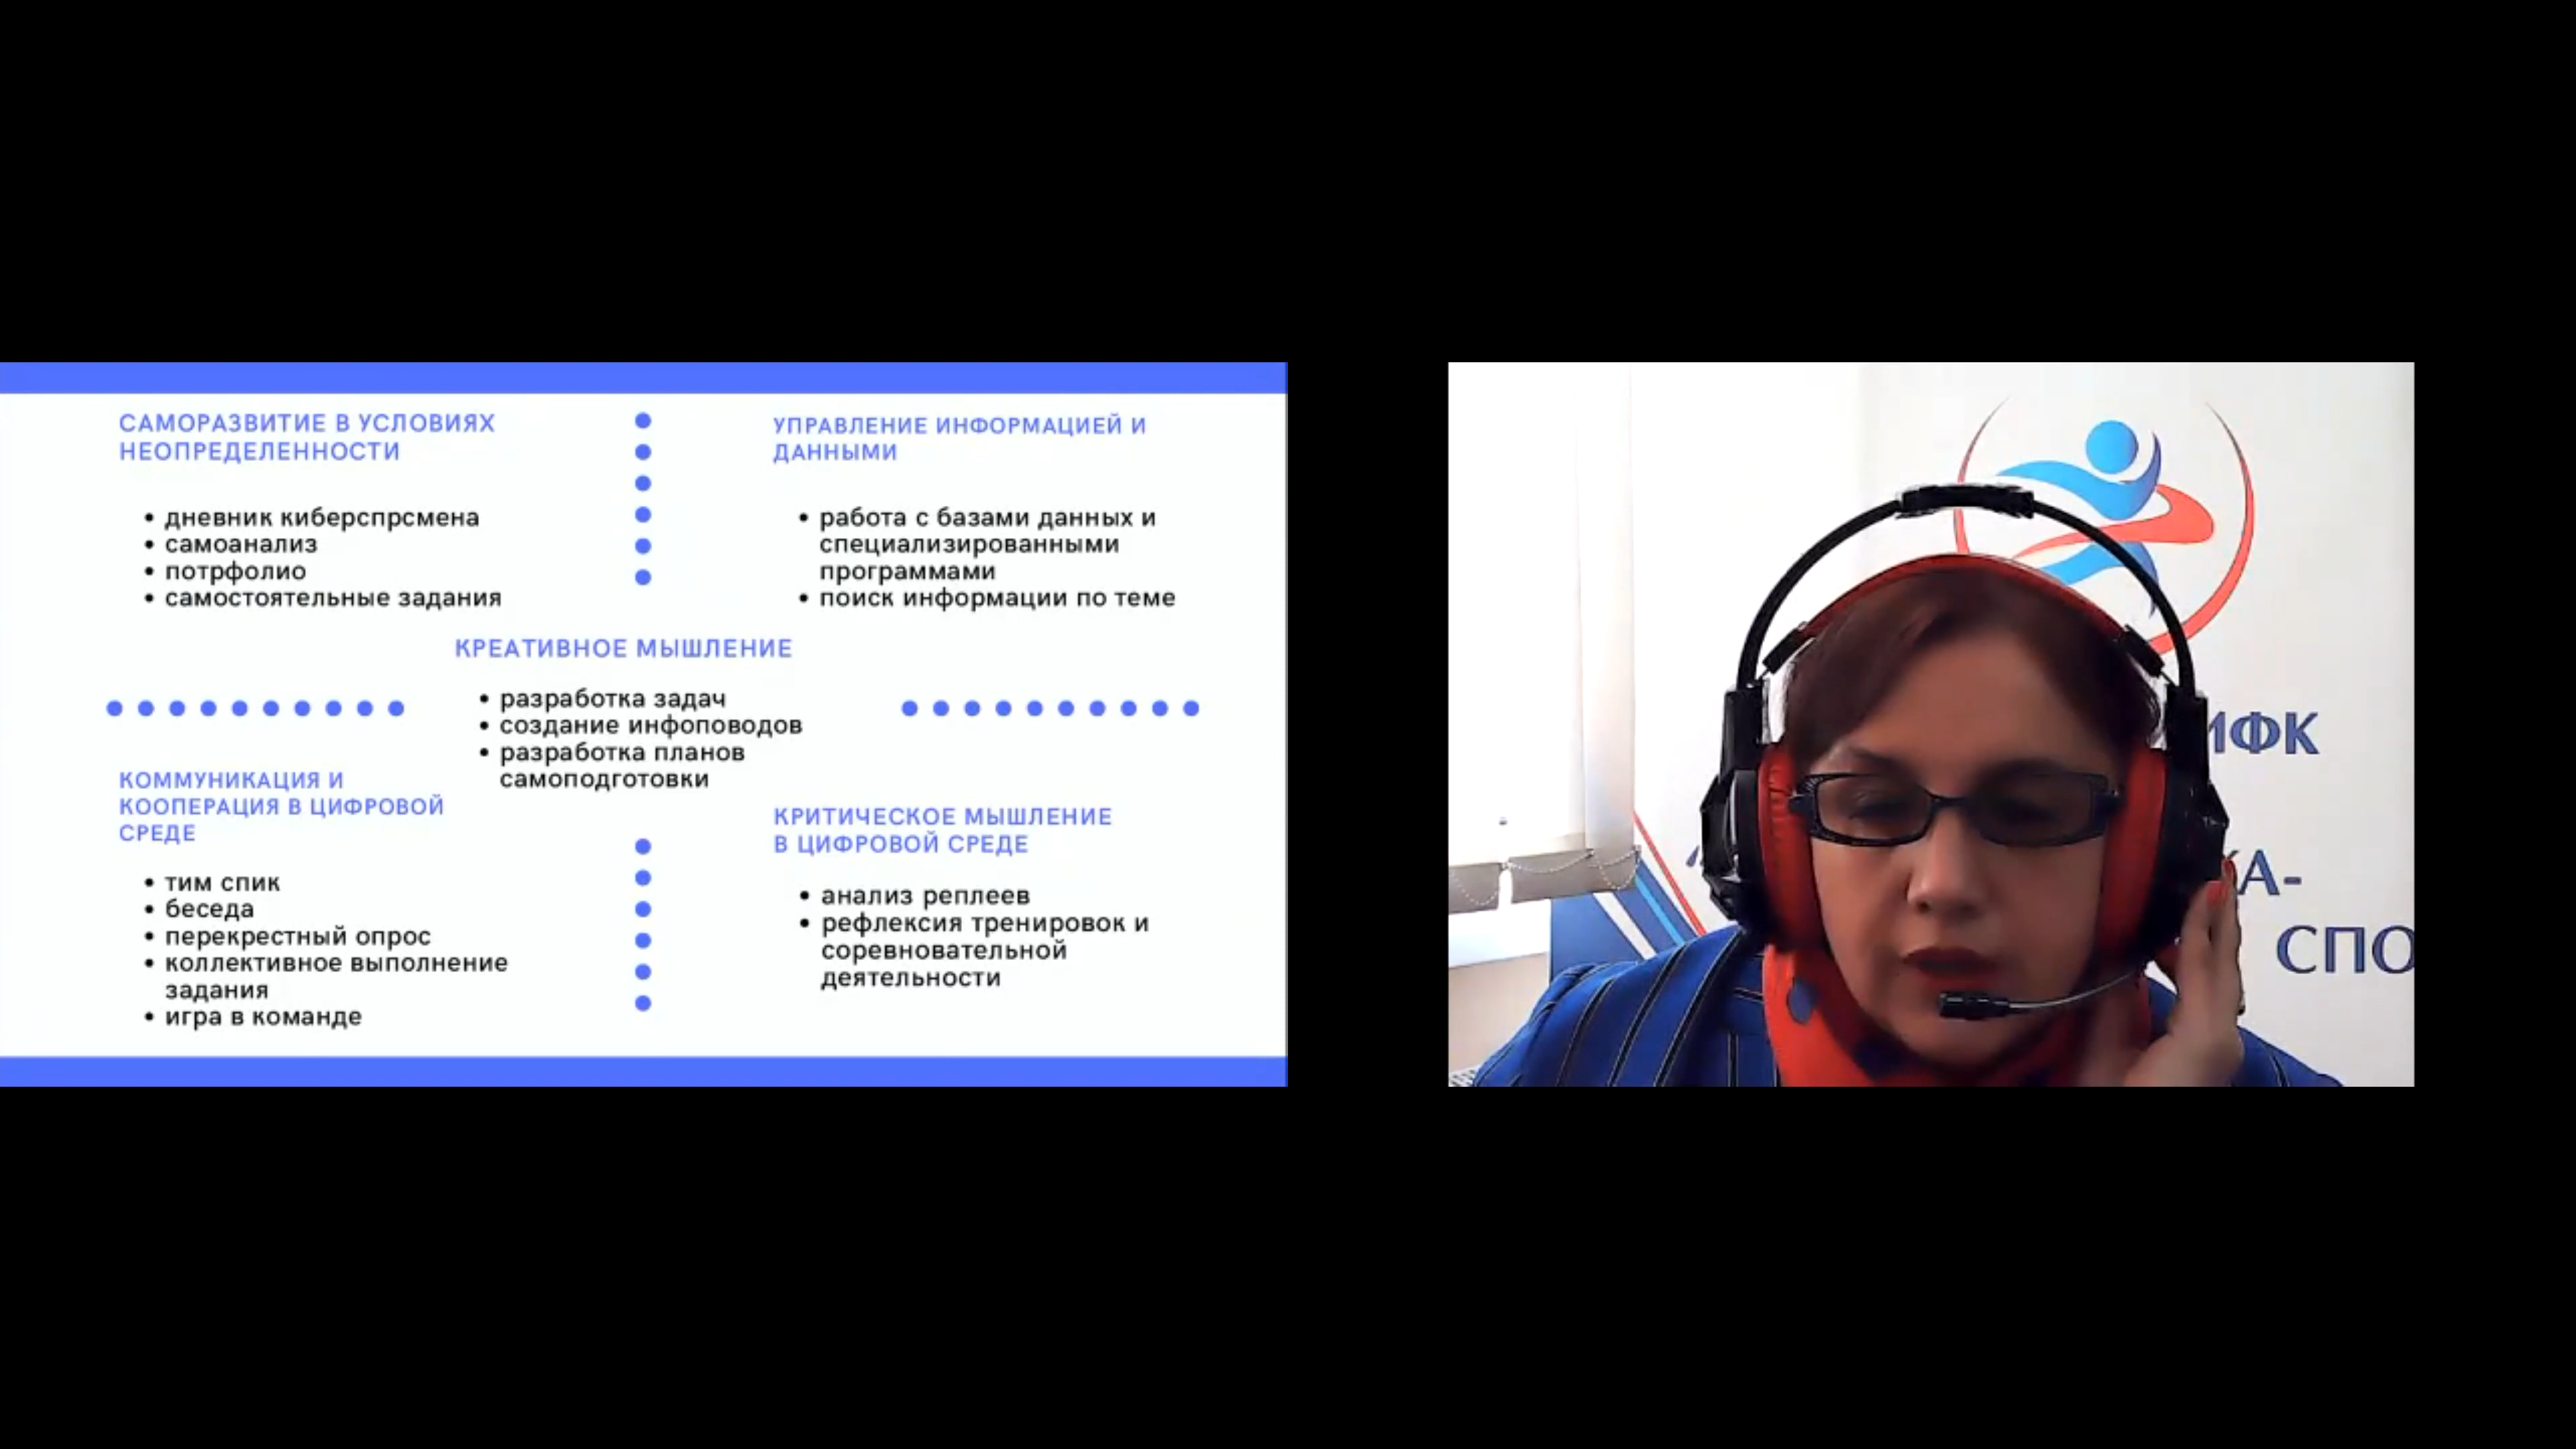 САМОРАЗВИТИЕ В УСЛОВИЯХ
НЕОПРЕДЕЛЕННОСТИ
• дневник киберспрсмена
• самоанализ
• потрфолио
• самостоятельные задания
УПРАВЛЕНИЕ ИНФОРМАЦИЕЙ И
ДАННЫМИ
• работа с базами данных и
специализированными
программами
• поиск информации по теме
КРЕАТИВНОЕ МЫШЛЕНИЕ
• разработка задач
• создание инфоповодов
• разработка планов
самоподготовки
КОММУНИКАЦИЯ И
КООПЕРАЦИЯ В ЦИФРОВОЙ
СРЕДЕ
• тим спик
• беседа
• перекрестный опрос
• коллективное выполнение
задания
• игра в команде
КРИТИЧЕСКОЕ МЫШЛЕНИЕ
В ЦИФРОВОЙ СРЕДЕ
• анализ реплеев
• рефлексия тренировок и
соревновательной
деятельности
ИФК
КА-
СПО